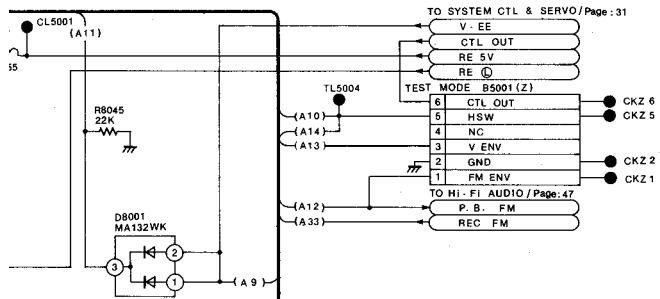 TO SYSTEM CTL & SERVO/Page:31
CL5001
(A11)
V-EE
CTL OUT
RE 5V
55
RE Ⓛ
TL5004
TEST MODE B5001(Z)
6 CTL OUT CKZ 6
R8045
22K
(A10)
5 HSW CKZ 5
(A14)
4 NC
(A13)
3 V ENV
2 GND CKZ 2
1 FM ENV CKZ 1
TO Hi-Fi AUDIO/Page:47
(A12)
P.B. FM
(A33)
REC FM
D8001
MA132WK
2
3
1
(A9)